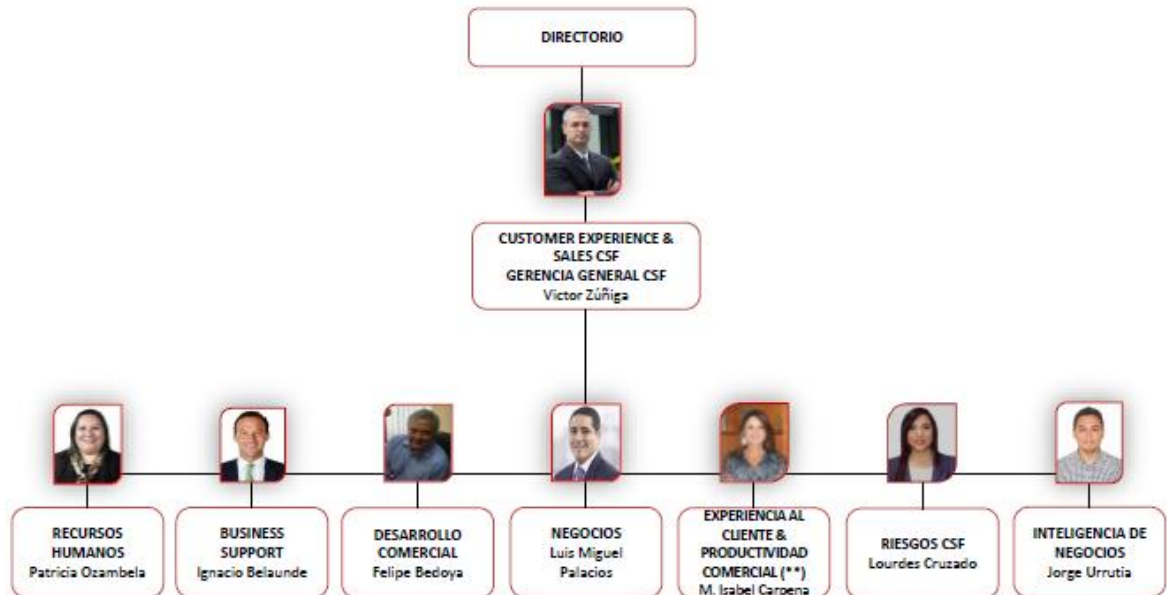 DIRECTORIO
CUSTOMER EXPERIENCE &
SALES CSF
GERENCIA GENERAL CSF
Victor Zúñiga
RECURSOS
HUMANOS
Patricia Ozambela
BUSINESS
SUPPORT
Ignacio Belaunde
DESARROLLO
COMERCIAL
Felipe Bedoya
NEGOCIOS
Luis Miguel
Palacios
EXPERIENCIA AL
CLIENTE &
PRODUCTIVIDAD
COMERCIAL (**)
M. Isabel Carpena
RIESGOS CSF
Lourdes Cruzado
INTELIGENCIA DE
NEGOCIOS
Jorge Urrutia